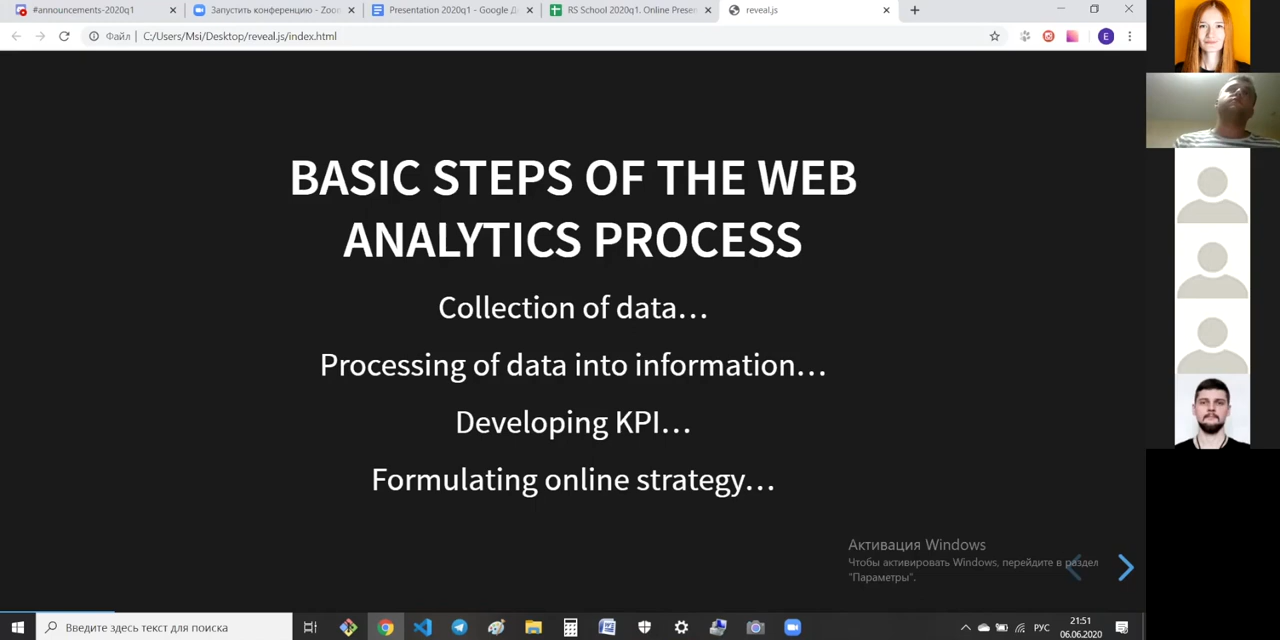 #announcements-2020q1
Запустить конференцию - Zoom
Presentation 2020q1 - Google Д
RS School 2020q1. Online Presen
reveal.js
Файл
C:/Users/Msi/Desktop/reveal.js/index.html
E
BASIC STEPS OF THE WEB
ANALYTICS PROCESS
Collection of data…
Processing of data into information…
Developing KPI…
Formulating online strategy…
Активация Windows
Чтобы активировать Windows, перейдите в раздел
"Параметры".
Введите здесь текст для поиска
РУС
21:51
06.06.2020